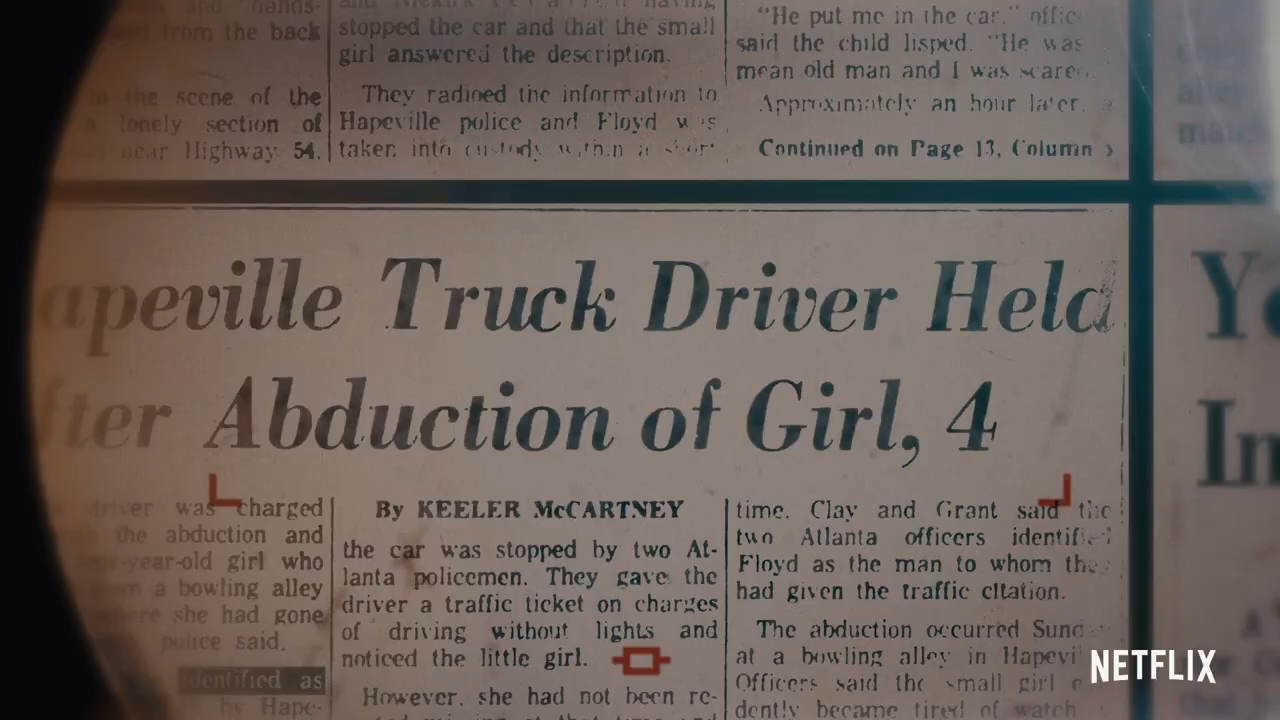 from the back
the scene of the
lonely section of
near Highway 54.
stopped the car and that the small
girl answered the description.
They radioed the information to
Hapeville police and Floyd was
taken into custody within a short
"He put me in the car."
said the child lisped. "He was
mean old man and I was
Approximately an hour later,
Continued on Page 13, Column
apeville Truck Driver Held
fter Abduction of Girl, 4
driver was charged
the abduction and
year-old girl who
a bowling alley
she had gone
police said.
identified as
by Hape-
By KEELER McCARTNEY
the car was stopped by two At-
lanta policemen. They gave the
driver a traffic ticket on charges
of driving without lights and
noticed the little girl.
However, she had not been re-
time. Clay and Grant said the
two Atlanta officers identified
Floyd as the man to whom they
had given the traffic citation.
The abduction occurred
at a bowling alley in
Officers said the small girl
dently became tired of watch
In
NETFLIX